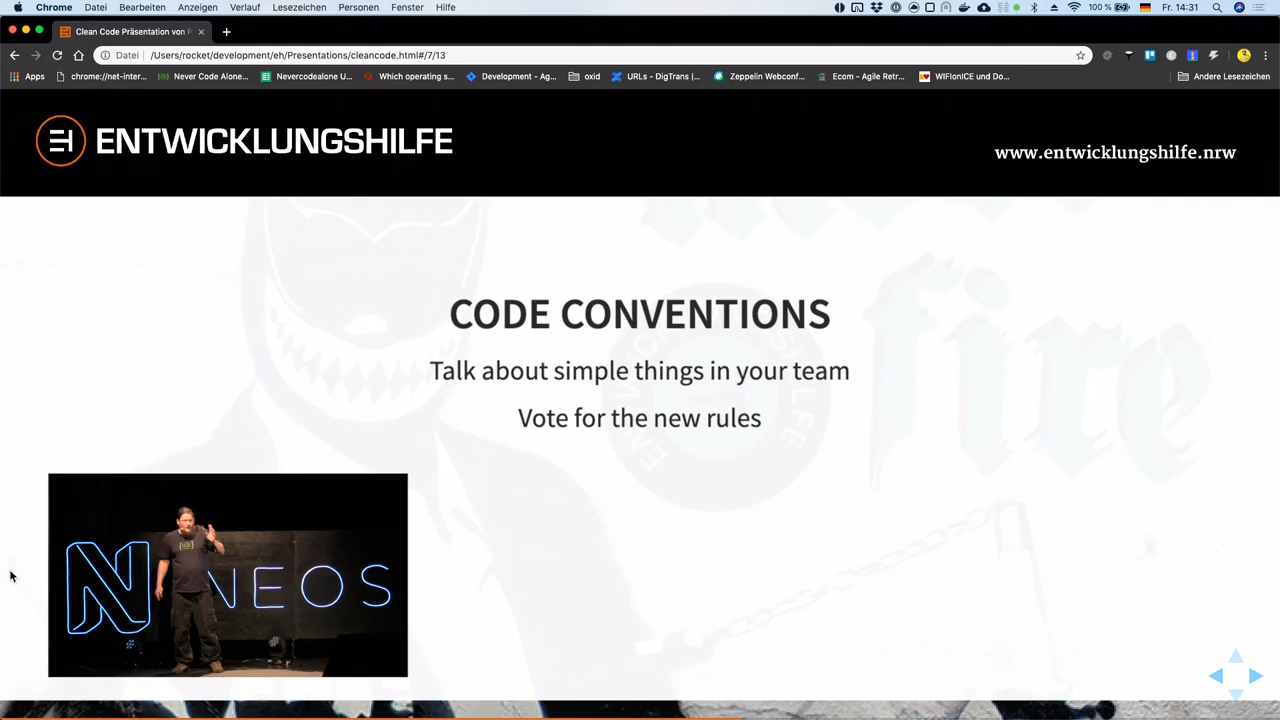 Chrome Datei Bearbeiten Anzeigen Verlauf Lesezeichen Personen Fenster Hilfe 100 % Fr. 14:31
Clean Code Präsentation von
Datei /Users/rocket/development/eh/Presentations/cleancode.html#/7/13
Apps chrome://net-inter... Never Code Alone... Nevercodealone U... Which operating s... Development - Ag... oxid URLs - DigTrans |... Zeppelin Webconf... Ecom - Agile Retr... WIFIonICE und Do... Andere Lesezeichen
ENTWICKLUNGSHILFE
www.entwicklungshilfe.nrw
CODE CONVENTIONS
Talk about simple things in your team
Vote for the new rules
fire
N NEOS